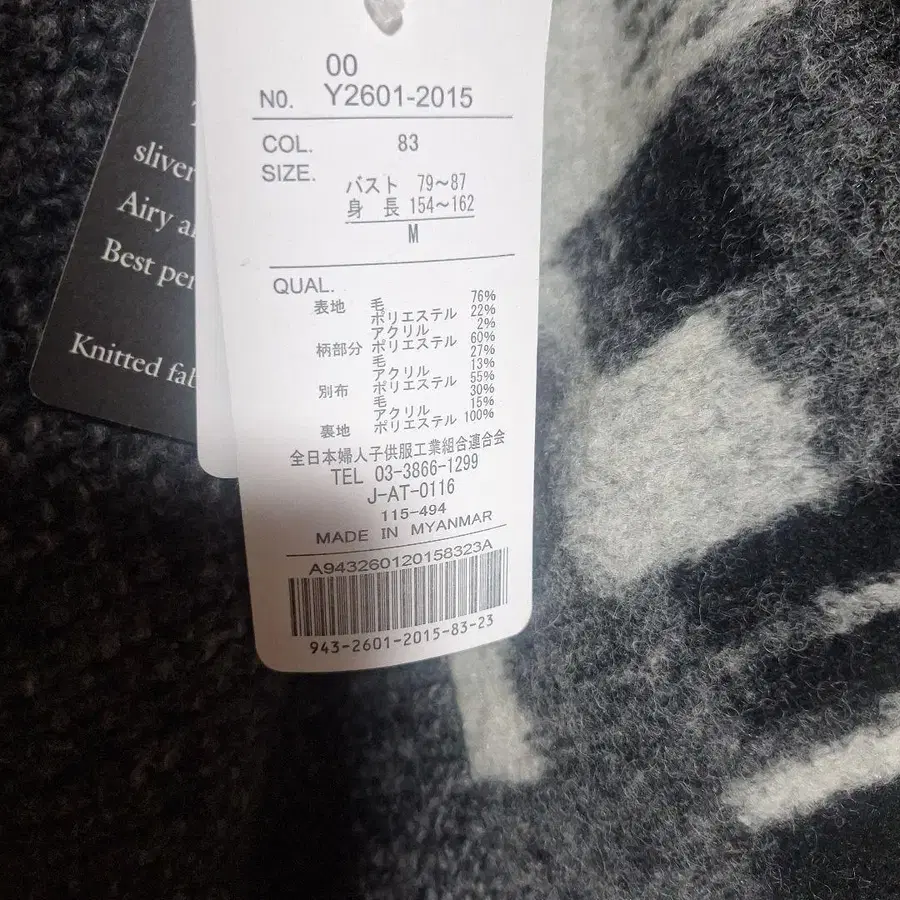 00
NO. Y2601-2015
COL. 83
SIZE.
バスト 79～87
身 長 154～162
M
QUAL.
表地 毛 76%
ポリエステル 22%
アクリル 2%
柄部分 ポリエステル 60%
毛 27%
アクリル 13%
別布 ポリエステル 55%
毛 30%
アクリル 15%
裏地 ポリエステル 100%
全日本婦人子供服工業組合連合会
TEL 03-3866-1299
J-AT-0116
115-494
MADE IN MYANMAR
A943260120158323A
943-2601-2015-83-23
sliver
Airy
Best
Knitted